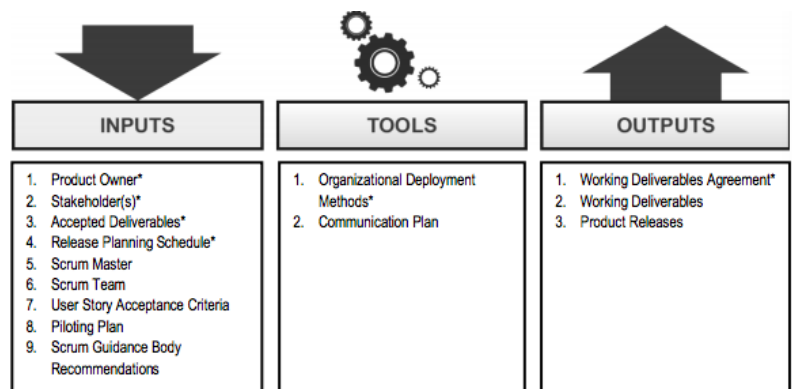 INPUTS
1. Product Owner*
2. Stakeholder(s)*
3. Accepted Deliverables*
4. Release Planning Schedule*
5. Scrum Master
6. Scrum Team
7. User Story Acceptance Criteria
8. Piloting Plan
9. Scrum Guidance Body
Recommendations
TOOLS
1. Organizational Deployment
Methods*
2. Communication Plan
OUTPUTS
1. Working Deliverables Agreement*
2. Working Deliverables
3. Product Releases